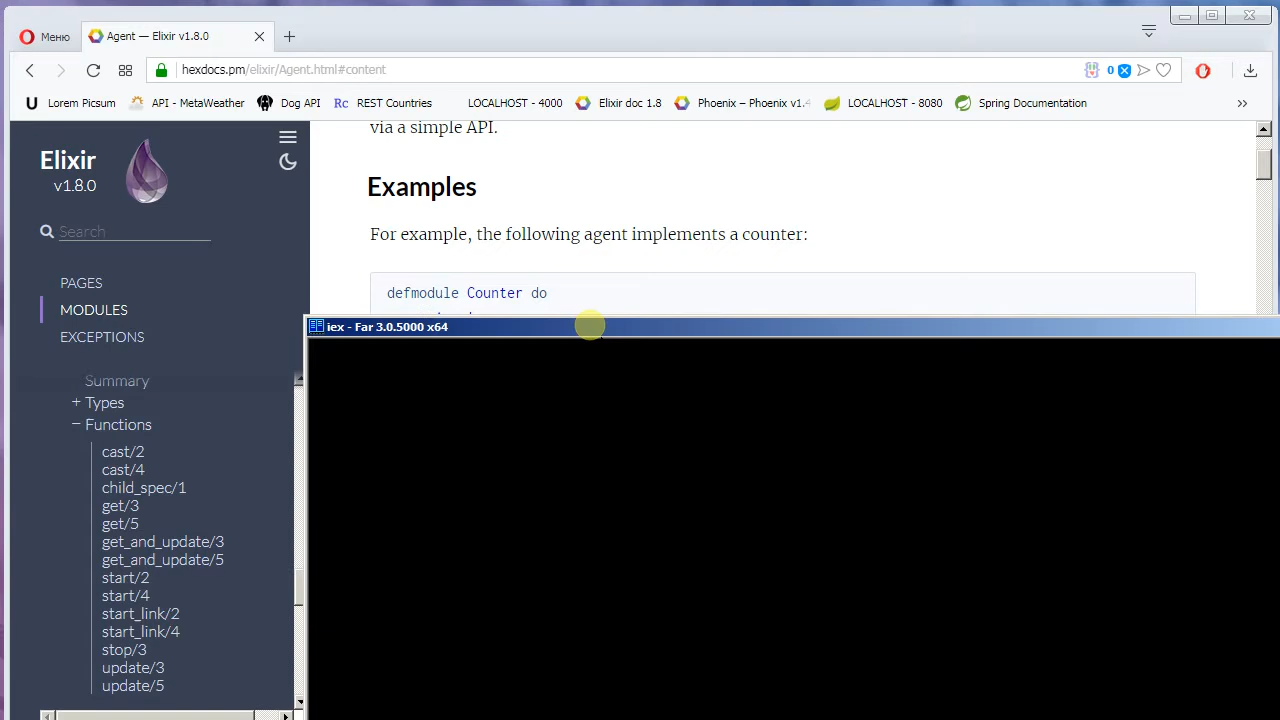 Меню
Agent — Elixir v1.8.0
hexdocs.pm/elixir/Agent.html#content
0
U Lorem Picsum
API - MetaWeather
Dog API
Rc REST Countries
LOCALHOST - 4000
Elixir doc 1.8
Phoenix – Phoenix v1.4
LOCALHOST - 8080
Spring Documentation
Elixir
v1.8.0
Search
PAGES
MODULES
EXCEPTIONS
Summary
+ Types
− Functions
cast/2
cast/4
child_spec/1
get/3
get/5
get_and_update/3
get_and_update/5
start/2
start/4
start_link/2
start_link/4
stop/3
update/3
update/5
via a simple API.
Examples
For example, the following agent implements a counter:
defmodule Counter do
iex - Far 3.0.5000 x64